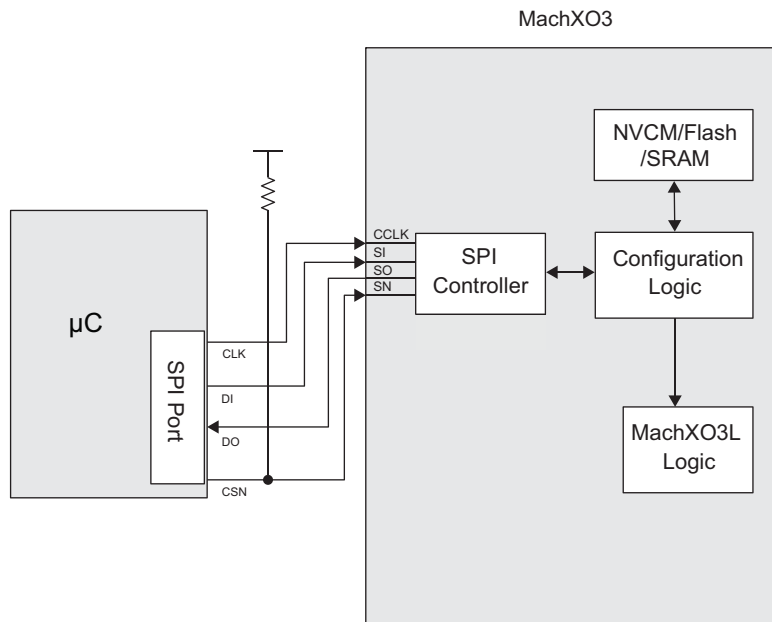 MachXO3
NVCM/Flash
/SRAM
CCLK
SI
SO
SN
SPI
Controller
Configuration
Logic
µC
SPI Port
CLK
DI
DO
CSN
MachXO3L
Logic